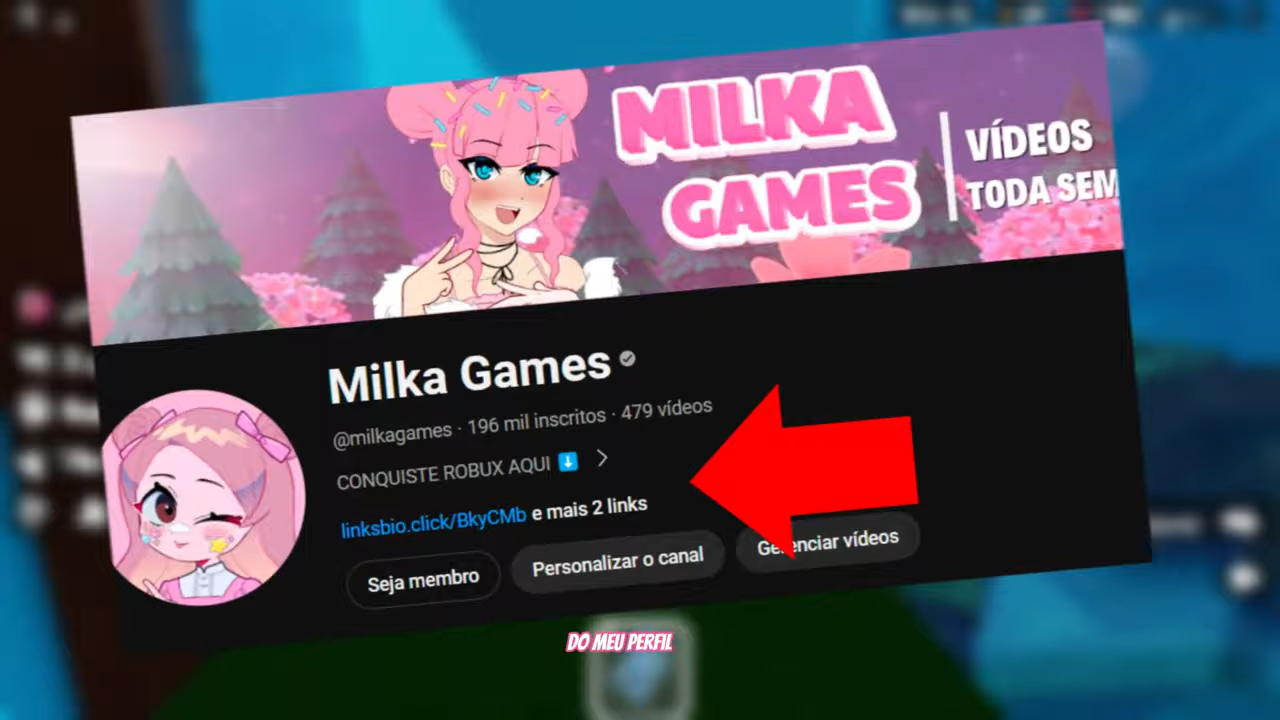 MILKA
GAMES
VÍDEOS
TODA SEM
Milka Games
@milkagames · 196 mil inscritos · 479 vídeos
CONQUISTE ROBUX AQUI ⬇️ >
linksbio.click/BkyCMb e mais 2 links
Seja membro
Personalizar o canal
Gerenciar vídeos
DO MEU PERFIL